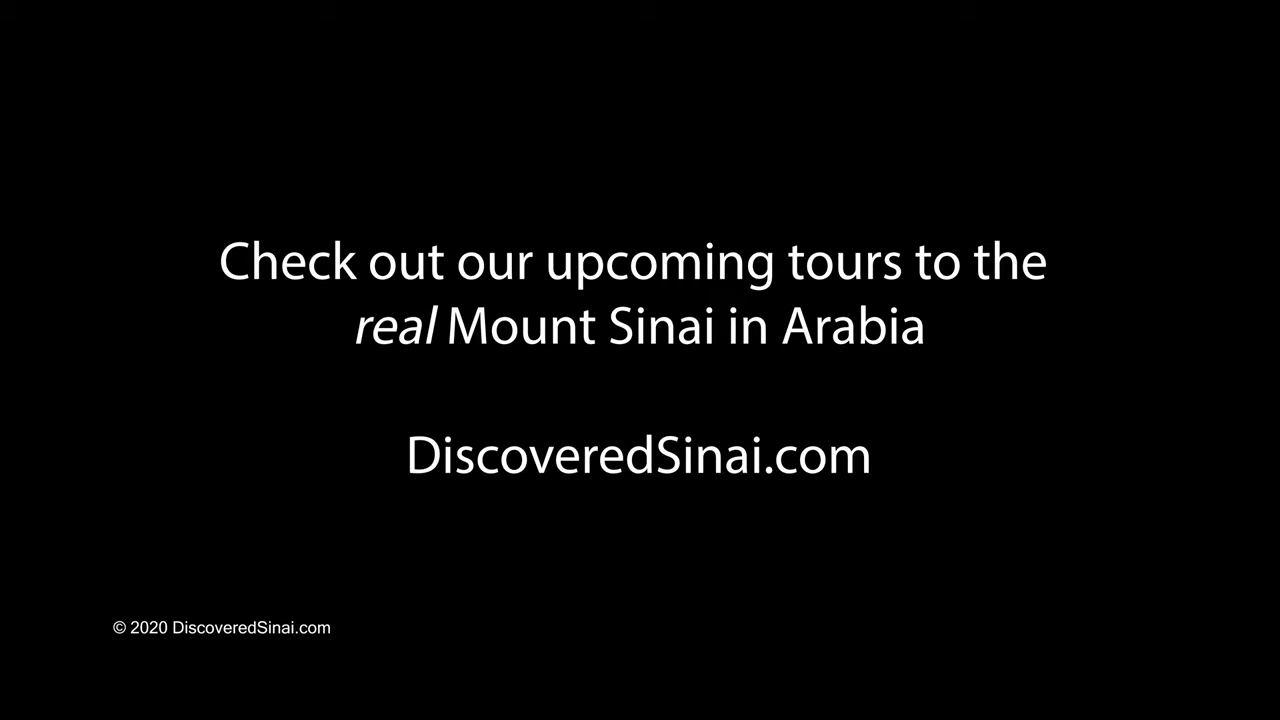 Check out our upcoming tours to the
real Mount Sinai in Arabia
DiscoveredSinai.com
© 2020 DiscoveredSinai.com